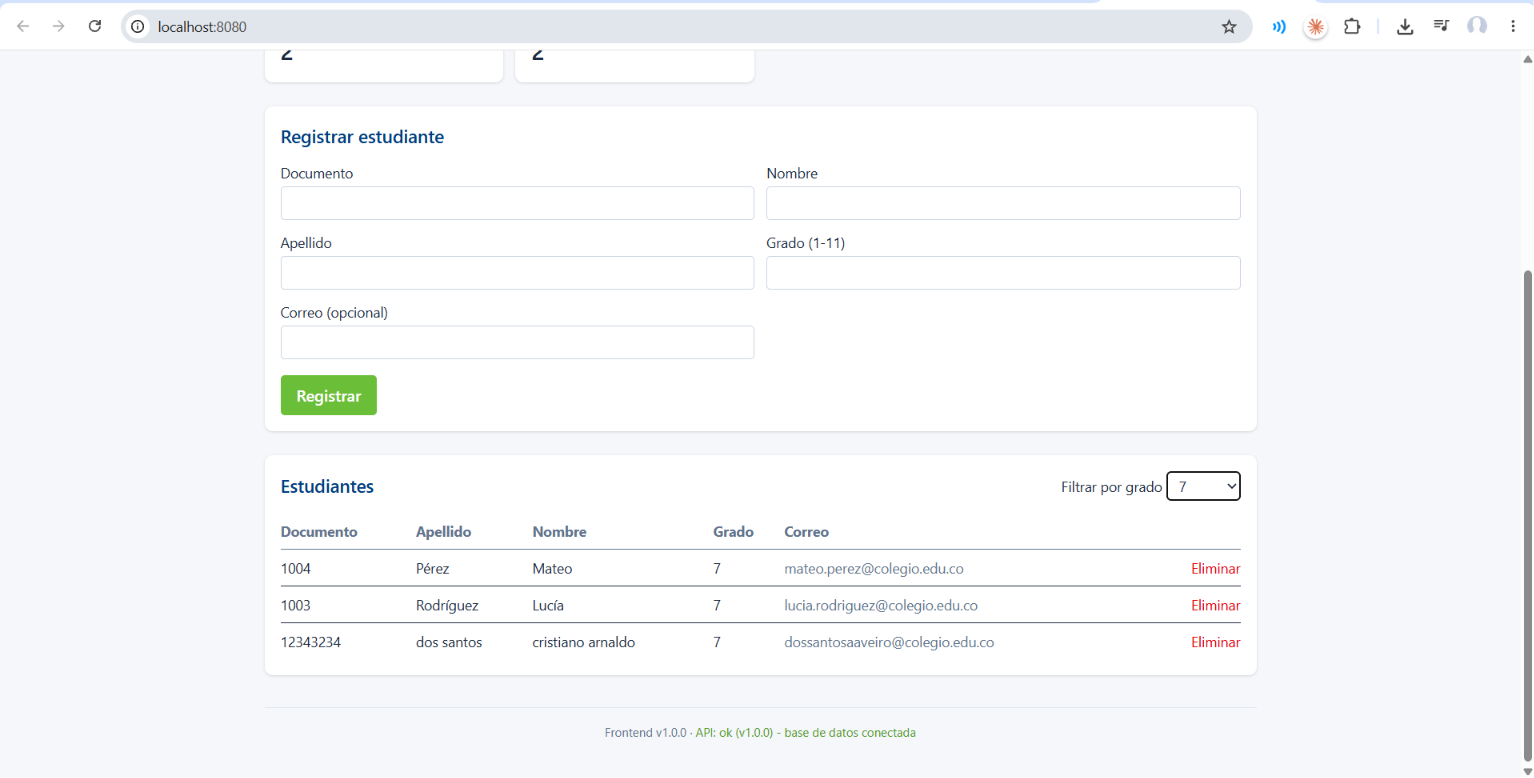 localhost:8080
2 2
Registrar estudiante
Documento Nombre
Apellido Grado (1-11)
Correo (opcional)
Registrar
Estudiantes Filtrar por grado 7
Documento Apellido Nombre Grado Correo
1004 Pérez Mateo 7 mateo.perez@colegio.edu.co Eliminar
1003 Rodríguez Lucía 7 lucia.rodriguez@colegio.edu.co Eliminar
12343234 dos santos cristiano arnaldo 7 dossantosaaveiro@colegio.edu.co Eliminar
Frontend v1.0.0 · API: ok (v1.0.0) - base de datos conectada